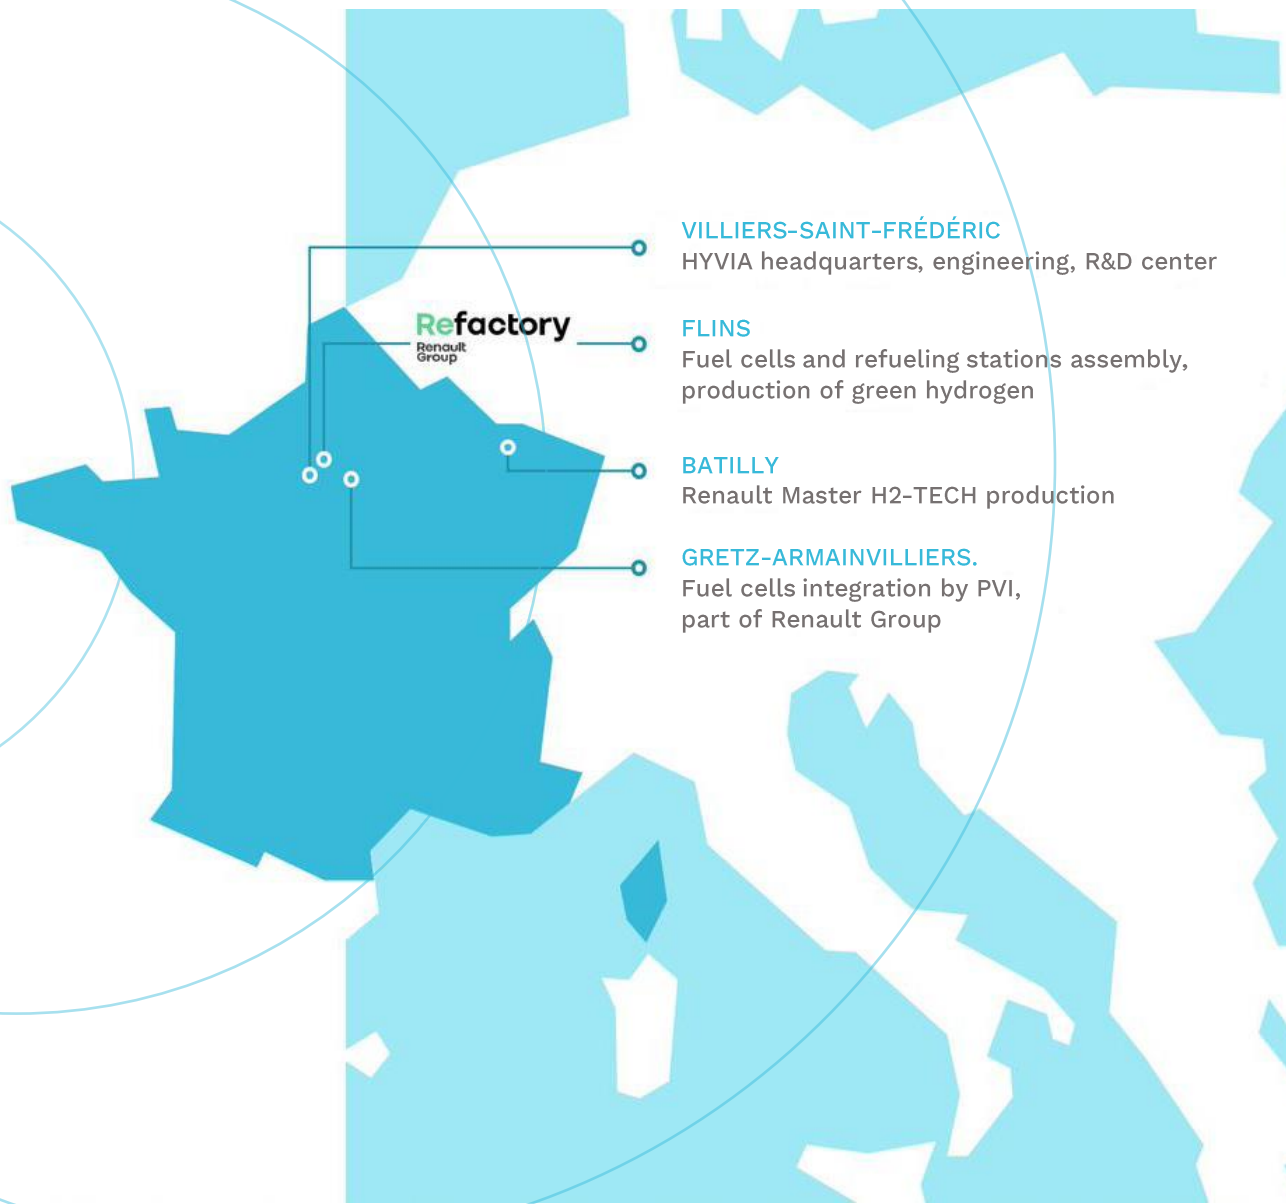 VILLIERS-SAINT-FRÉDÉRIC
HYVIA headquarters, engineering, R&D center
Refactory
Renault
Group
FLINS
Fuel cells and refueling stations assembly,
production of green hydrogen
BATILLY
Renault Master H2-TECH production
GRETZ-ARMAINVILLIERS.
Fuel cells integration by PVI,
part of Renault Group